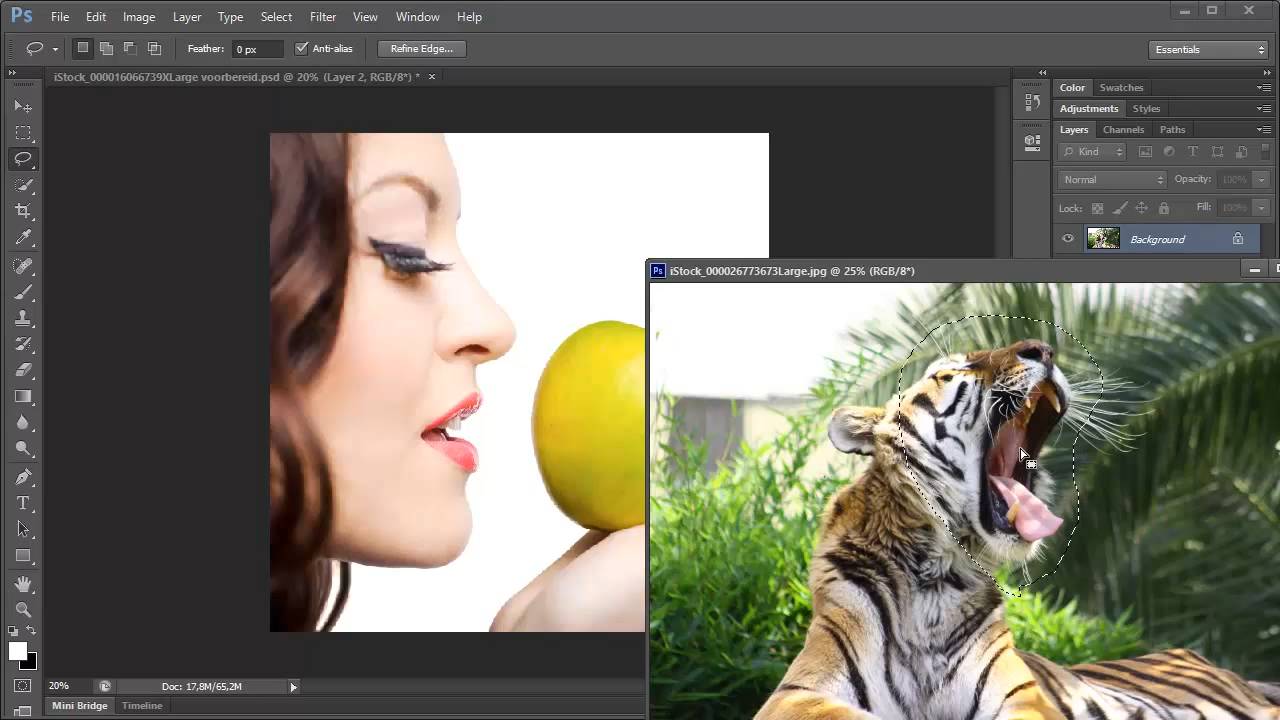 Ps File Edit Image Layer Type Select Filter View Window Help
Feather: 0 px Anti-alias Refine Edge... Essentials
iStock_000016066739XLarge voorbereid.psd @ 20% (Layer 2, RGB/8*) * ×
Color Swatches
Adjustments Styles
Layers Channels Paths
Kind
Normal Opacity: 100%
Lock: Fill: 100%
Background
Ps iStock_000026773673Large.jpg @ 25% (RGB/8*)
20% Doc: 17,8M/65,2M
Mini Bridge Timeline